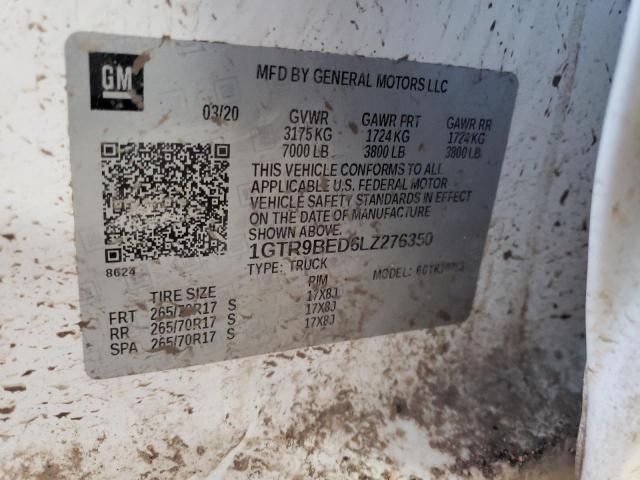 GM
MFD BY GENERAL MOTORS LLC
03/20 GVWR GAWR FRT GAWR RR
3175 KG 1724 KG 1724 KG
7000 LB 3800 LB 3800 LB
THIS VEHICLE CONFORMS TO ALL
APPLICABLE U.S. FEDERAL MOTOR
VEHICLE SAFETY STANDARDS IN EFFECT
ON THE DATE OF MANUFACTURE
SHOWN ABOVE.
8624
1GTR9BED6LZ276350
TYPE: TRUCK MODEL:
TIRE SIZE RIM
FRT 265/70R17 S 17X8J
RR 265/70R17 S 17X8J
SPA 265/70R17 S 17X8J